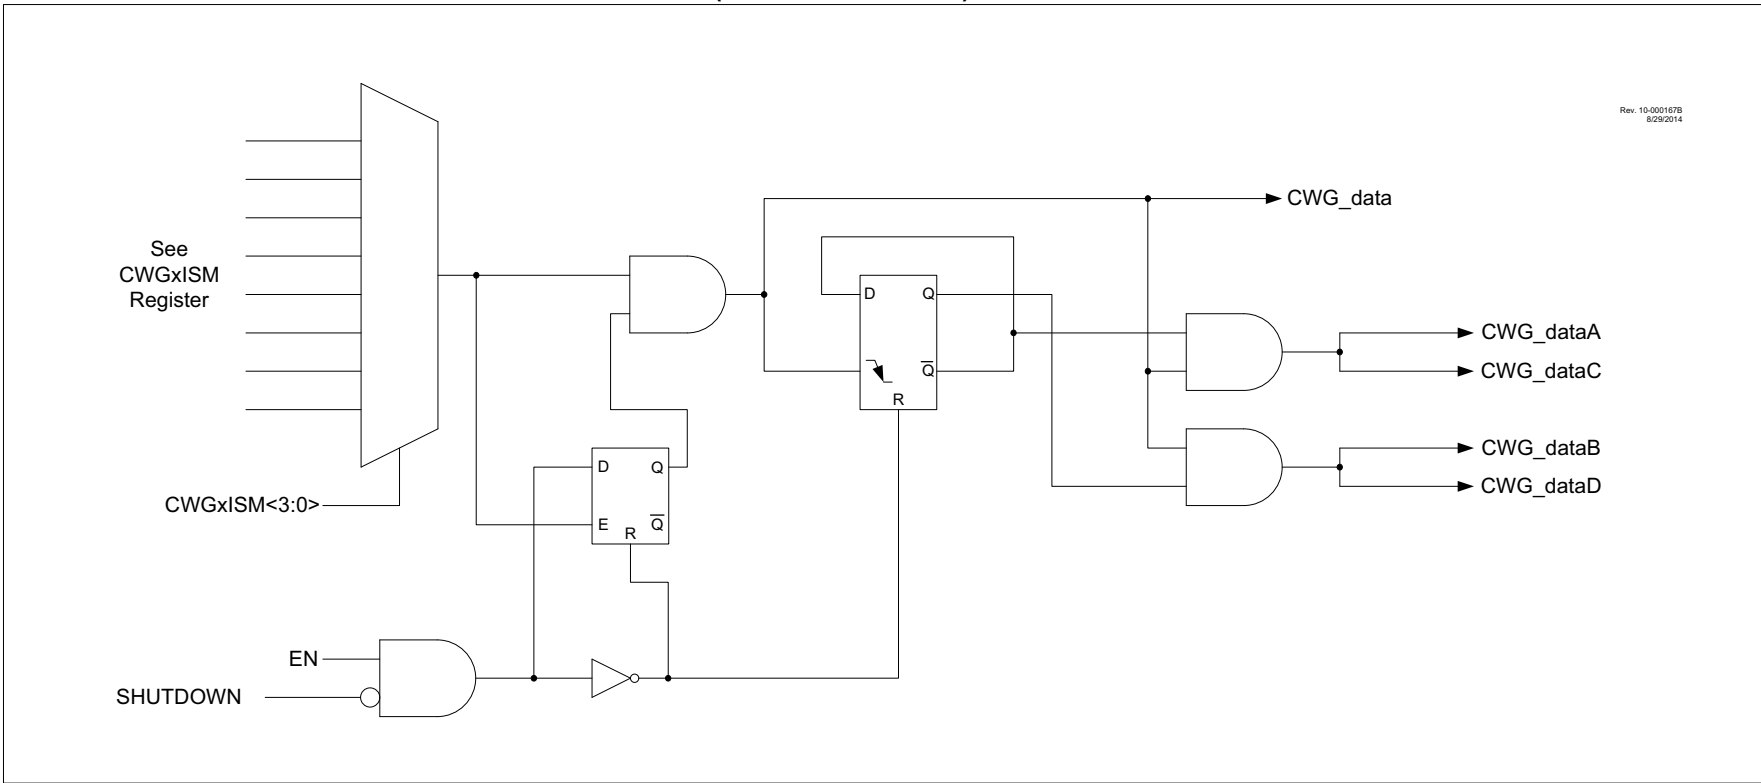 Rev. 10-000167B
8/29/2014
See
CWGxISM
Register
CWGxISM<3:0>
EN
SHUTDOWN
D
Q
E
Q̅
R
D
Q
Q̅
R
CWG_data
CWG_dataA
CWG_dataC
CWG_dataB
CWG_dataD